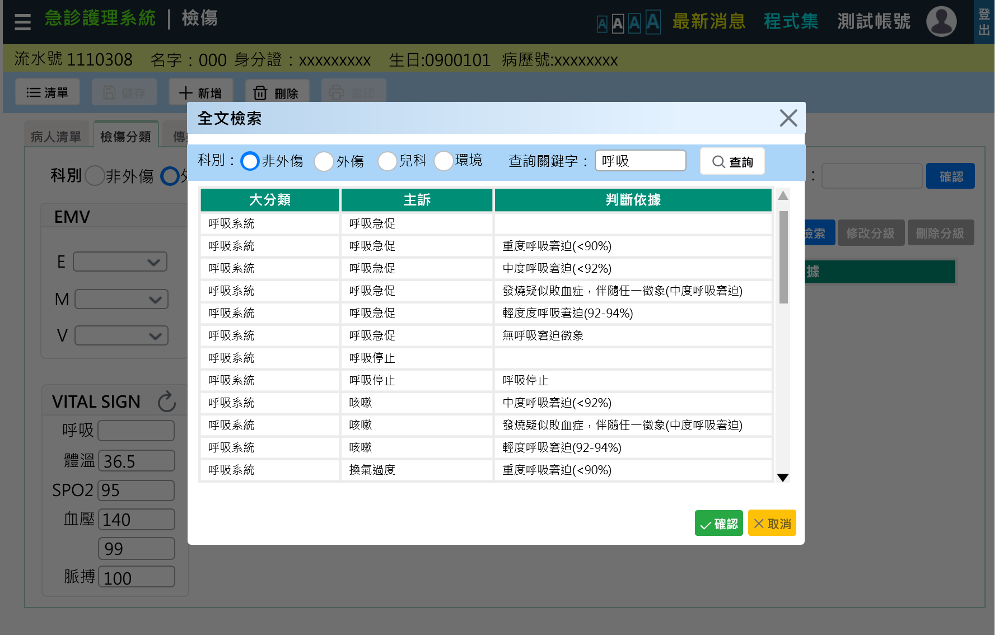 急診護理系統 | 檢傷 A A A A 最新消息 程式集 測試帳號 登出
流水號 1110308 名字：000 身分證：xxxxxxxxx 生日:0900101 病歷號:xxxxxxxx
清單 儲存 新增 刪除 重印
全文檢索
病人清單 檢傷分類 傳
科別：非外傷 外傷 兒科 環境 查詢關鍵字： 呼吸 查詢
科別 非外傷 ： 確認
大分類 主訴 判斷依據
EMV
呼吸系統 呼吸急促
檢索 修改分級 刪除分級
呼吸系統 呼吸急促 重度呼吸窘迫(<90%)
E
呼吸系統 呼吸急促 中度呼吸窘迫(<92%)
據
呼吸系統 呼吸急促 發燒疑似敗血症，伴隨任一徵象(中度呼吸窘迫)
M
呼吸系統 呼吸急促 輕度度呼吸窘迫(92-94%)
V
呼吸系統 呼吸急促 無呼吸窘迫徵象
呼吸系統 呼吸停止
呼吸系統 呼吸停止 呼吸停止
VITAL SIGN
呼吸系統 咳嗽 中度呼吸窘迫(<92%)
呼吸
呼吸系統 咳嗽 發燒疑似敗血症，伴隨任一徵象(中度呼吸窘迫)
體溫 36.5
呼吸系統 咳嗽 輕度呼吸窘迫(92-94%)
呼吸系統 換氣過度 重度呼吸窘迫(<90%)
SPO2 95
血壓 140
確認 取消
99
脈搏 100